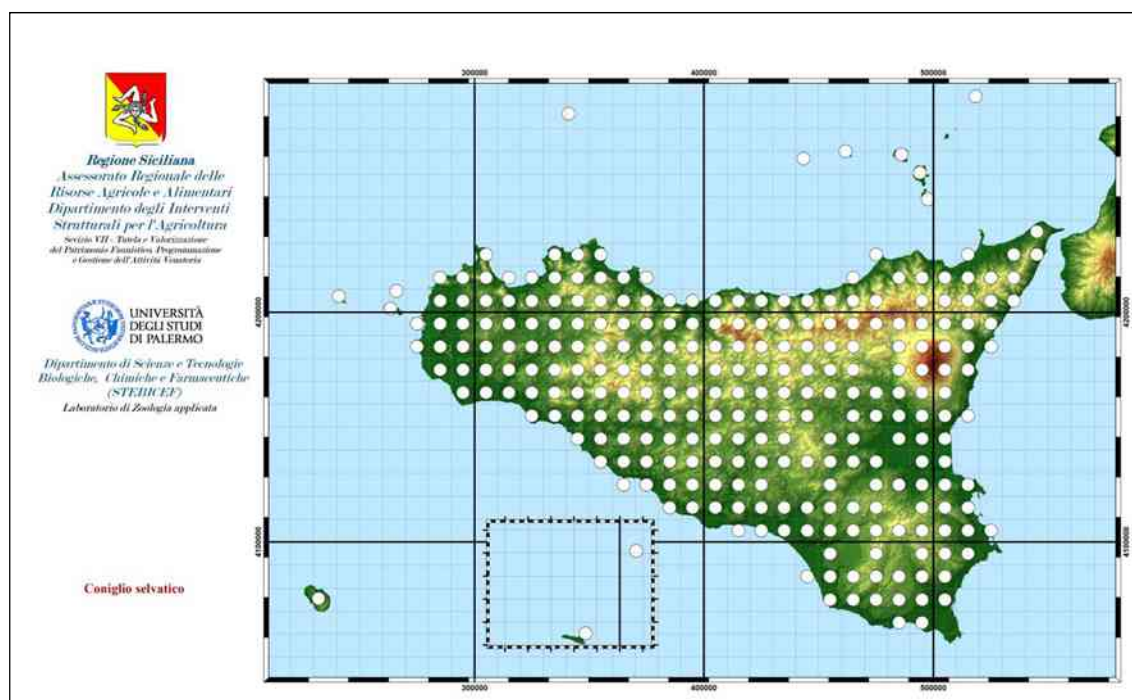 Regione Siciliana
Assessorato Regionale delle
Risorse Agricole e Alimentari
Dipartimento degli Interventi
Strutturali per l'Agricoltura
Sevizio VII - Tutela e Valorizzazione
del Patrimonio Faunistico, Programmazione
e Gestione dell'Attività Venatoria
UNIVERSITÀ
DEGLI STUDI
DI PALERMO
Dipartimento di Scienze e Tecnologie
Biologiche, Chimiche e Farmaceutiche
(STEBICEF)
Laboratorio di Zoologia applicata
Coniglio selvatico
300000 400000 500000
4200000 4200000
4100000 4100000
300000 400000 500000